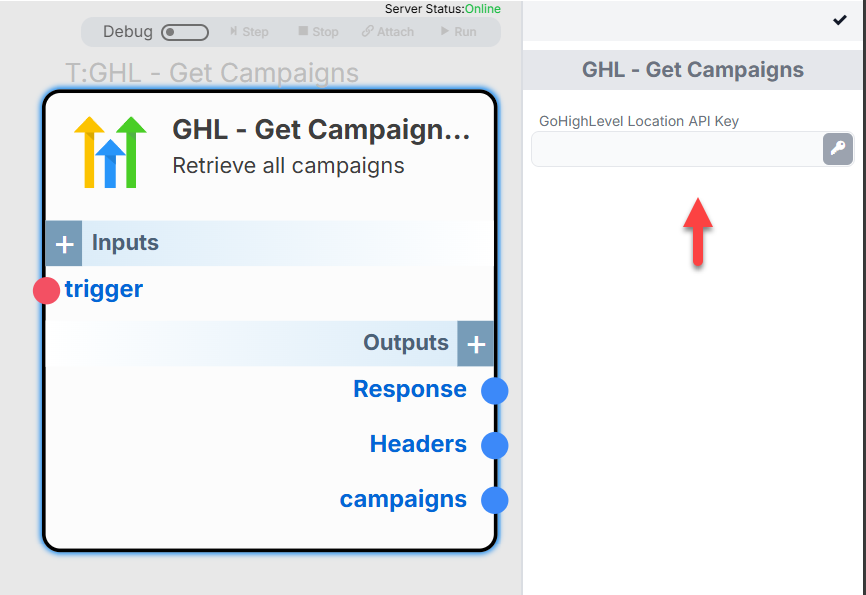 Server Status:Online
Debug
Step
Stop
Attach
Run
T:GHL - Get Campaigns
GHL - Get Campaign...
Retrieve all campaigns
+ Inputs
trigger
Outputs +
Response
Headers
campaigns
GHL - Get Campaigns
GoHighLevel Location API Key